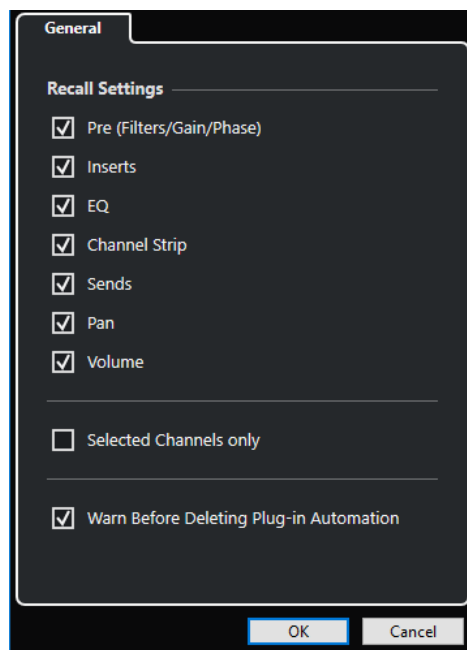 General
Recall Settings
Pre (Filters/Gain/Phase)
Inserts
EQ
Channel Strip
Sends
Pan
Volume
Selected Channels only
Warn Before Deleting Plug-in Automation
OK Cancel